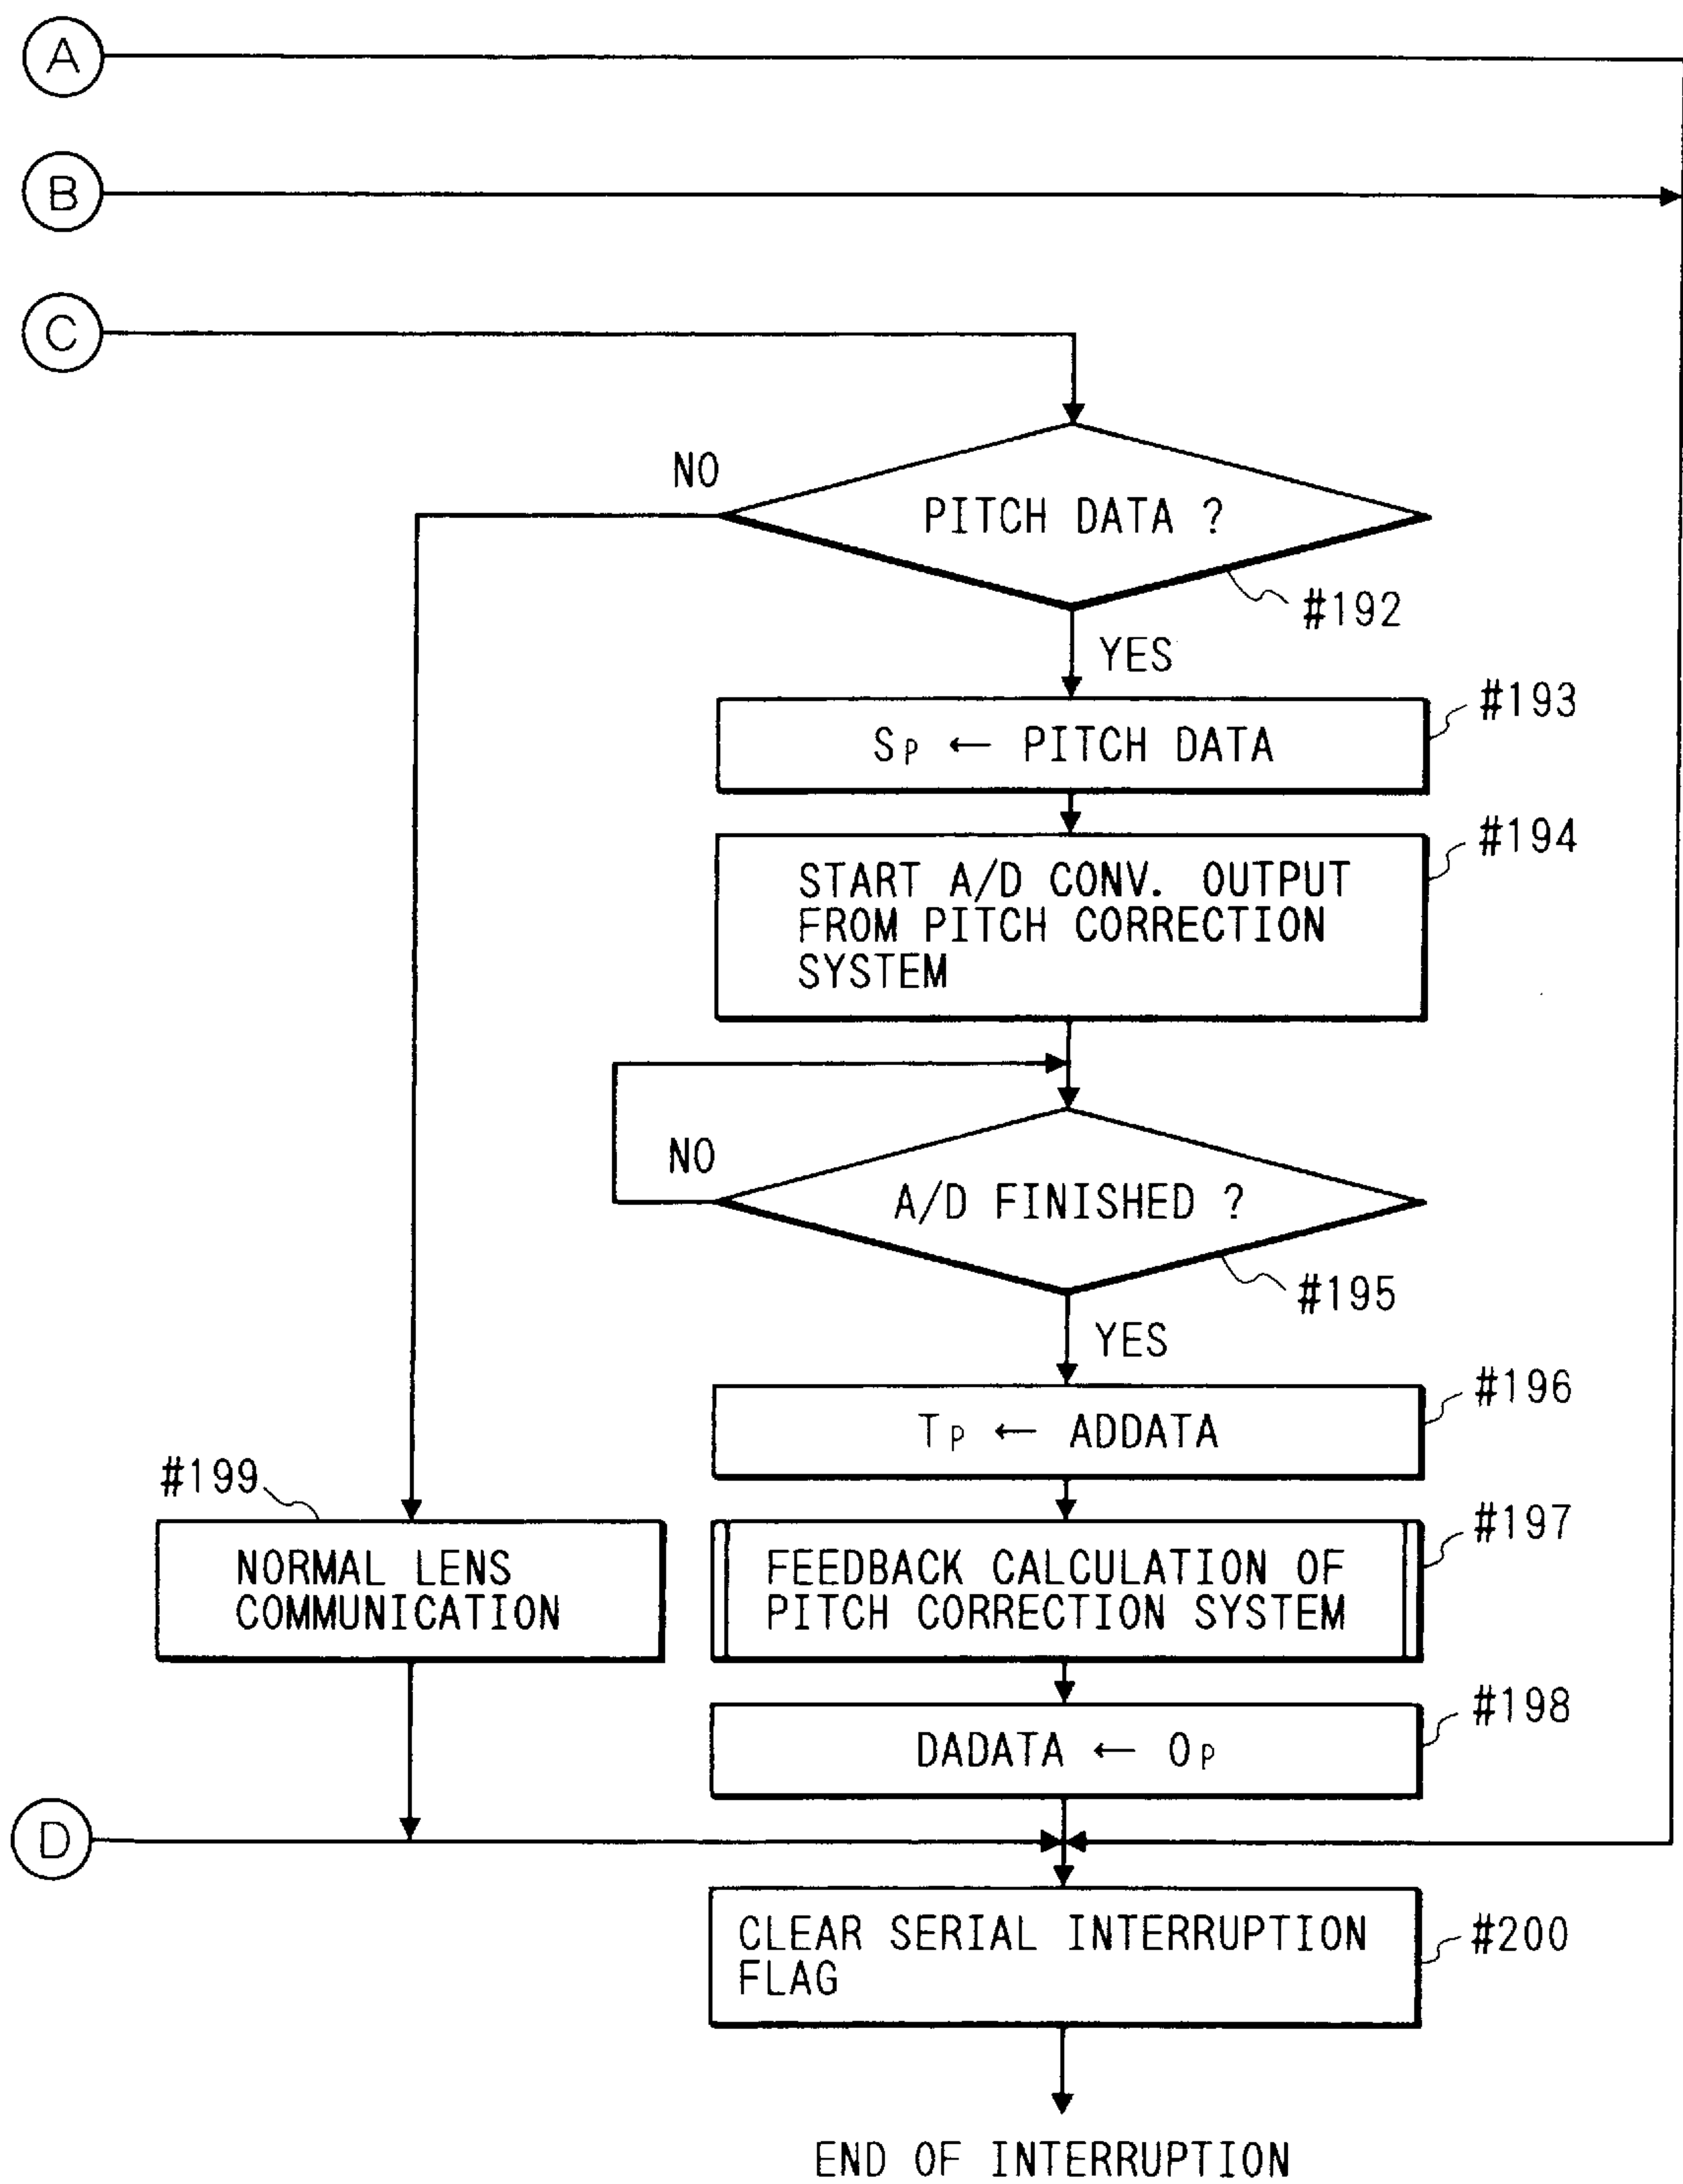 A
B
C
NO
PITCH DATA ?
#192
YES
#193
SP ← PITCH DATA
#194
START A/D CONV. OUTPUT
FROM PITCH CORRECTION
SYSTEM
NO
A/D FINISHED ?
#195
YES
#196
TP ← ADDATA
#199
NORMAL LENS
COMMUNICATION
#197
FEEDBACK CALCULATION OF
PITCH CORRECTION SYSTEM
#198
DADATA ← OP
D
CLEAR SERIAL INTERRUPTION
FLAG
#200
END OF INTERRUPTION